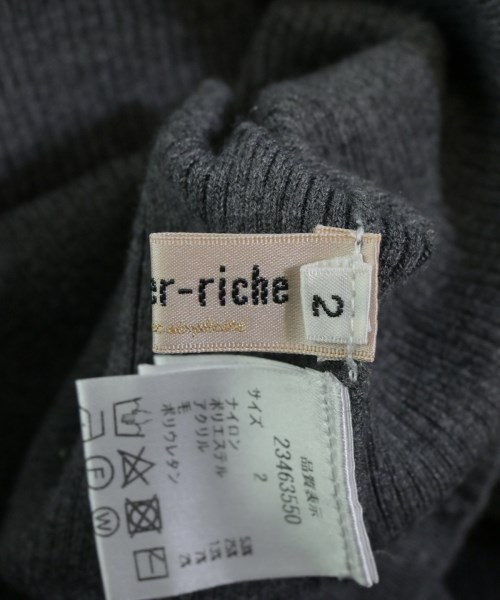 er-riche
2
品質表示
23463550
サイズ 2
ナイロン
ポリエステル
アクリル
毛
ポリウレタン
F
W